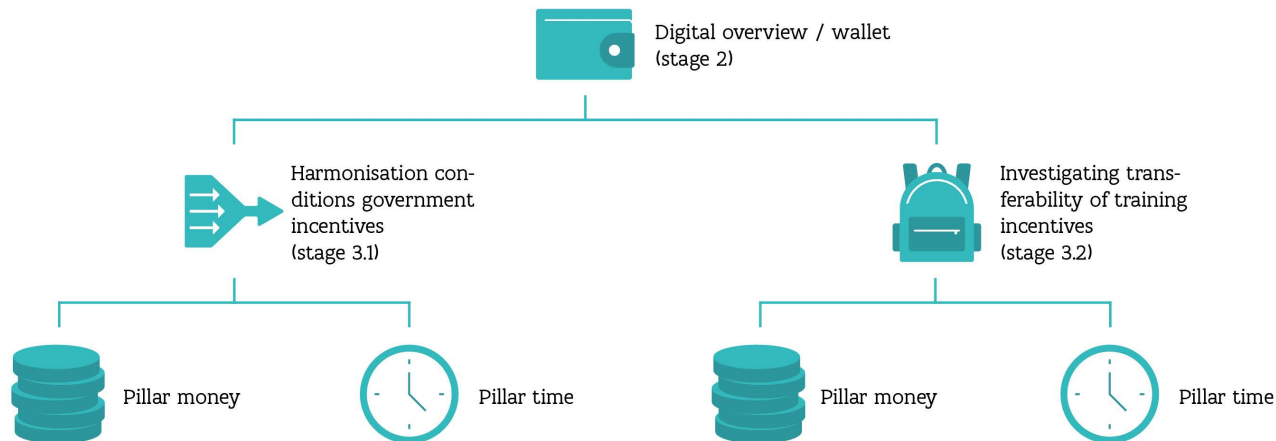 Digital overview / wallet
(stage 2)
Harmonisation con-
ditions government
incentives
(stage 3.1)
Investigating trans-
ferability of training
incentives
(stage 3.2)
Pillar money
Pillar time
Pillar money
Pillar time